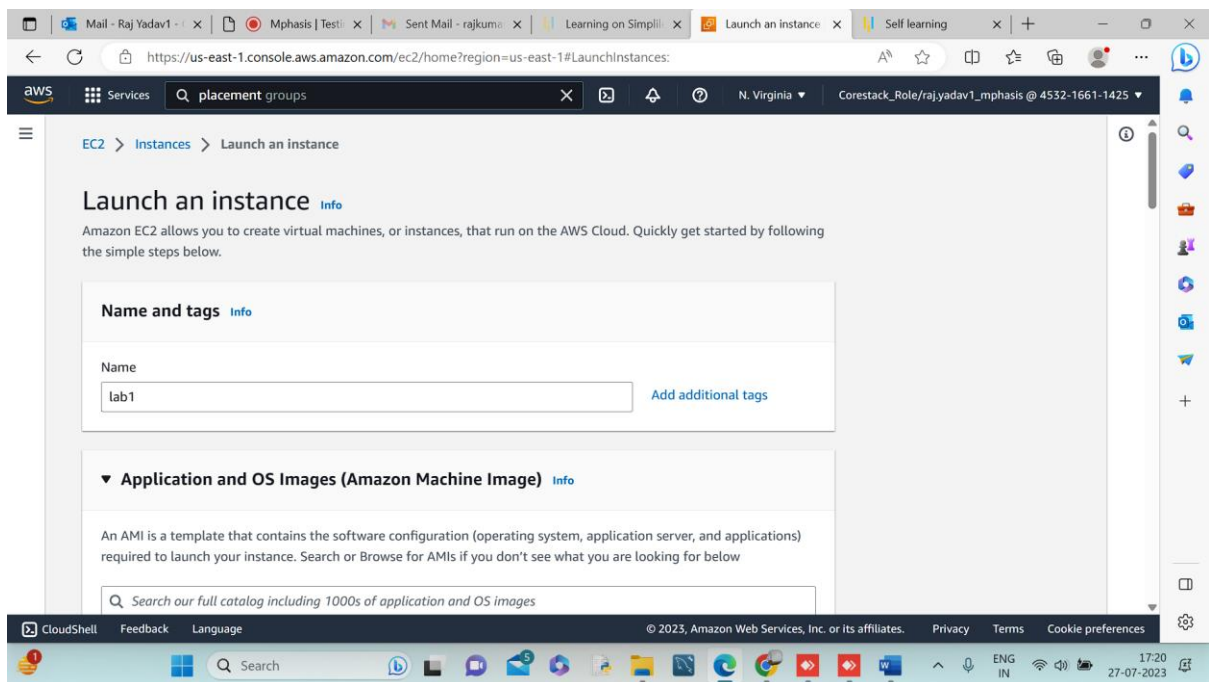 Mail - Raj Yadav1 -
Mphasis | Testi
Sent Mail - rajkuma
Learning on Simplil
Launch an instance
Self learning
https://us-east-1.console.aws.amazon.com/ec2/home?region=us-east-1#LaunchInstances:
aws
Services
placement groups
N. Virginia
Corestack_Role/raj.yadav1_mphasis @ 4532-1661-1425
EC2 > Instances > Launch an instance
Launch an instance Info
Amazon EC2 allows you to create virtual machines, or instances, that run on the AWS Cloud. Quickly get started by following
the simple steps below.
Name and tags Info
Name
lab1
Add additional tags
Application and OS Images (Amazon Machine Image) Info
An AMI is a template that contains the software configuration (operating system, application server, and applications)
required to launch your instance. Search or Browse for AMIs if you don't see what you are looking for below
Search our full catalog including 1000s of application and OS images
CloudShell Feedback Language
© 2023, Amazon Web Services, Inc. or its affiliates. Privacy Terms Cookie preferences
1
Search
5
ENG
IN
17:20
27-07-2023